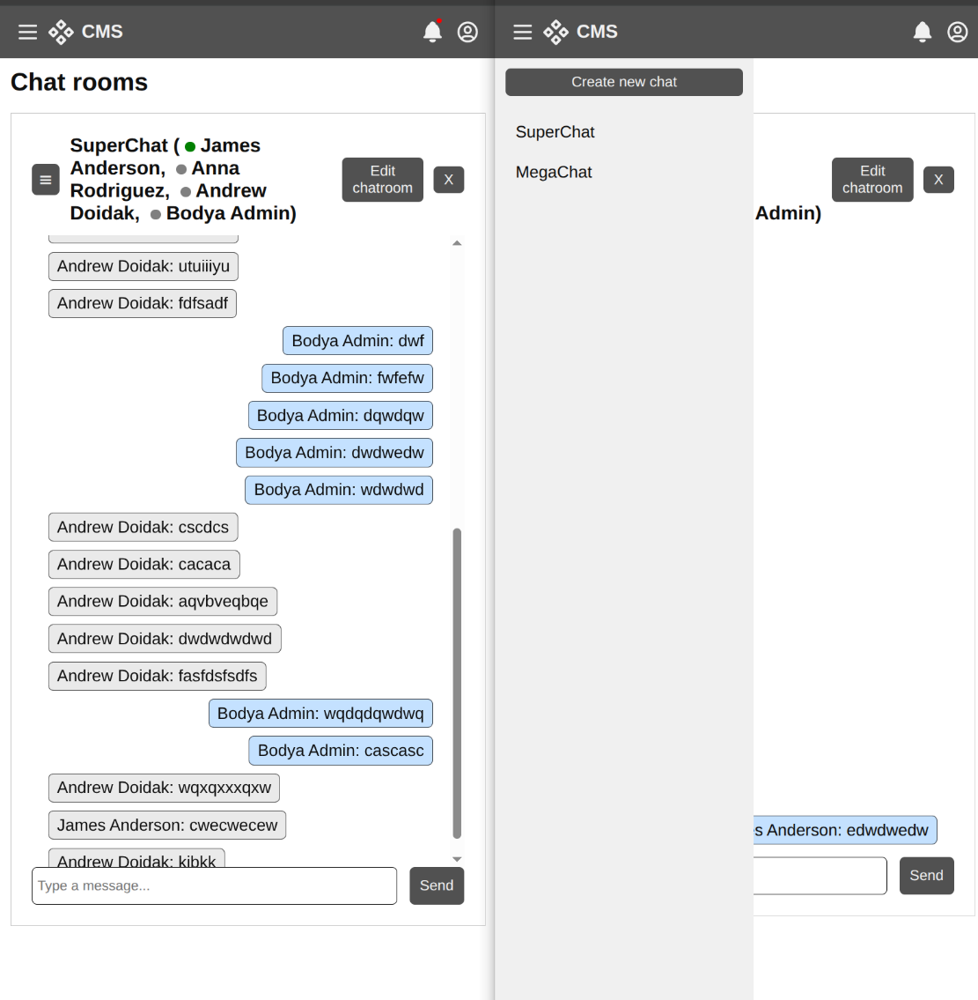 CMS
Chat rooms
SuperChat ( James
Anderson, Anna
Rodriguez, Andrew
Doidak, Bodya Admin)
Edit
chatroom
X
Andrew Doidak: utuiiiyu
Andrew Doidak: fdfsadf
Bodya Admin: dwf
Bodya Admin: fwfefw
Bodya Admin: dqwdqw
Bodya Admin: dwdwedw
Bodya Admin: wdwdwd
Andrew Doidak: cscdcs
Andrew Doidak: cacaca
Andrew Doidak: aqvbveqbqe
Andrew Doidak: dwdwdwdwd
Andrew Doidak: fasfdsfsdfs
Bodya Admin: wqdqdqwdwq
Bodya Admin: cascasc
Andrew Doidak: wqxqxxxqxw
James Anderson: cwecwecew
Andrew Doidak: kibkk
Type a message...
Send
CMS
Create new chat
SuperChat
MegaChat
Edit
chatroom
X
Admin)
s Anderson: edwdwedw
Send